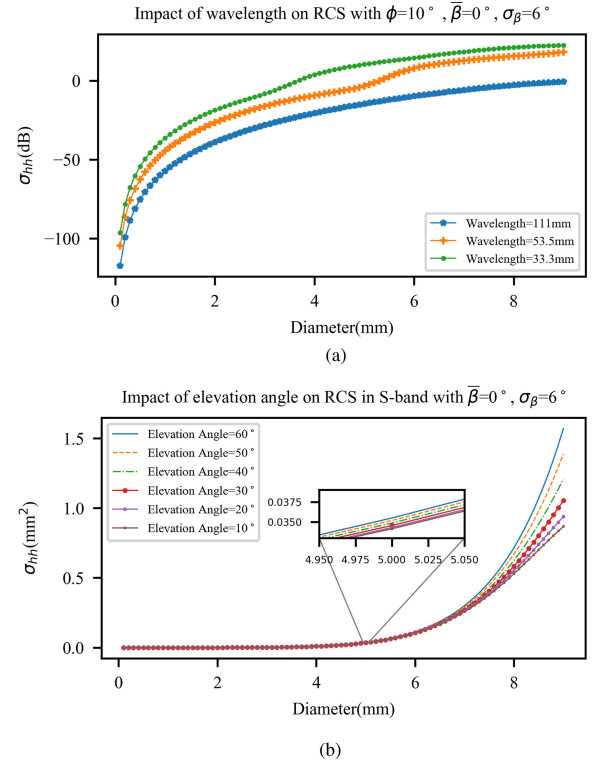 Impact of wavelength on RCS with ϕ=10°, β̅=0°, σβ=6°
0
−50
−100
σhh(dB)
Wavelength=111mm
Wavelength=53.5mm
Wavelength=33.3mm
0 2 4 6 8
Diameter(mm)
(a)
Impact of elevation angle on RCS in S-band with β̅=0°, σβ=6°
1.5
1.0
0.5
0.0
σhh(mm²)
Elevation Angle=60°
Elevation Angle=50°
Elevation Angle=40°
Elevation Angle=30°
Elevation Angle=20°
Elevation Angle=10°
0.0375
0.0350
4.950 4.975 5.000 5.025 5.050
0 2 4 6 8
Diameter(mm)
(b)